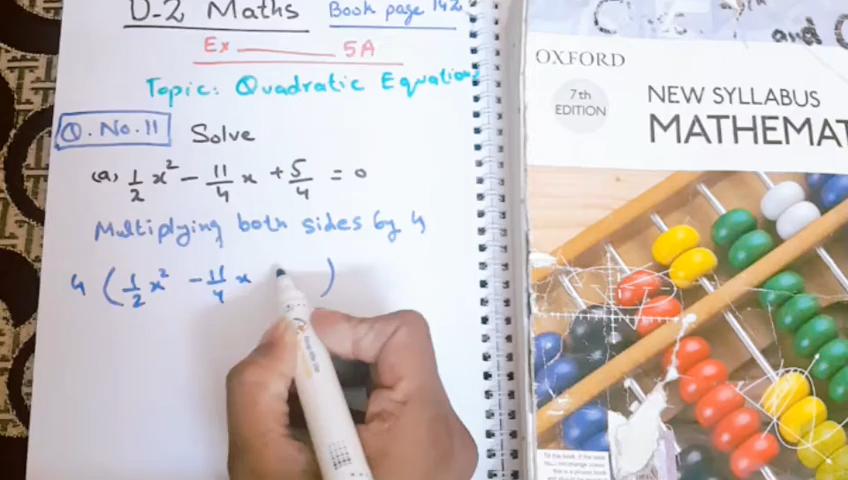 D-2 Maths Book page 142
Ex 5A
Topic: Quadratic Equations
Q.No.11 Solve
(a) 1/2 x² - 11/4 x + 5/4 = 0
Multiplying both sides by 4
4 ( 1/2 x² - 11/4 x )
OXFORD
7th
EDITION
NEW SYLLABUS
MATHEMAT
and